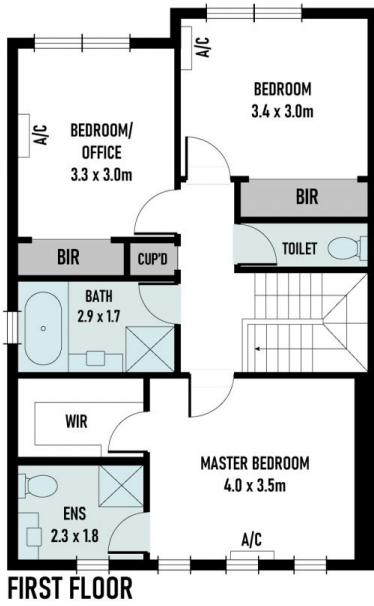 A/C
BEDROOM
3.4 x 3.0m
A/C
BEDROOM/
OFFICE
3.3 x 3.0m
BIR
BIR
CUP'D
TOILET
BATH
2.9 x 1.7
WIR
MASTER BEDROOM
4.0 x 3.5m
ENS
2.3 x 1.8
A/C
FIRST FLOOR